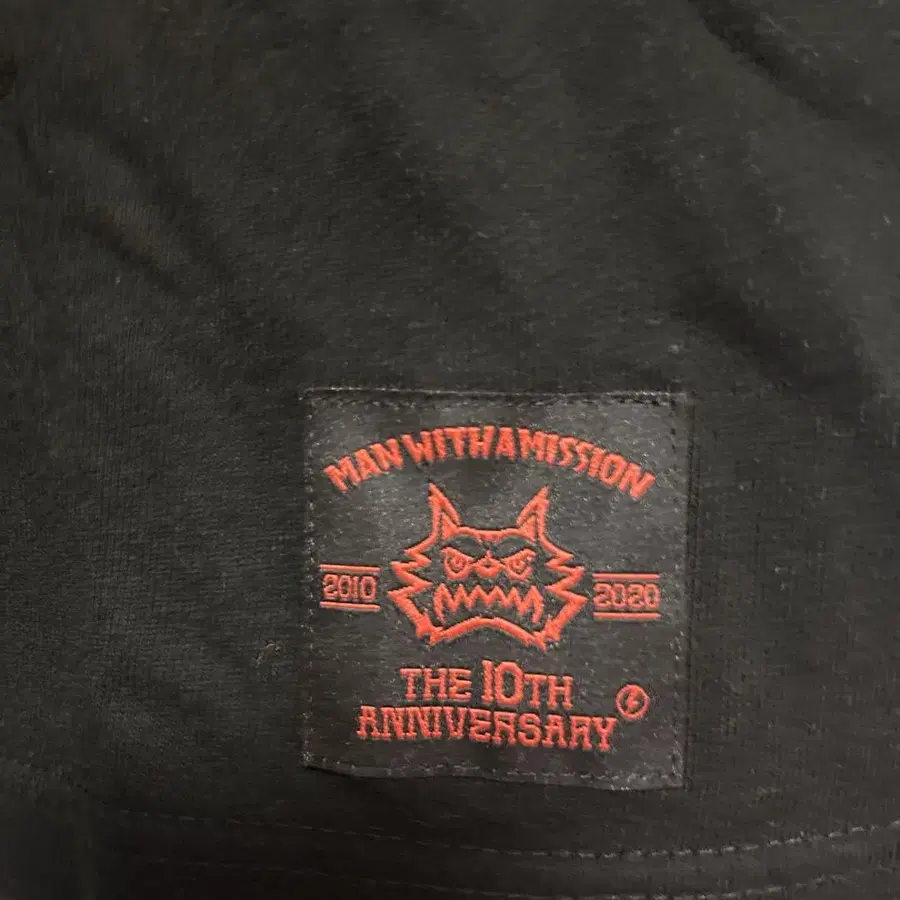 MAN WITH A MISSION
2010 2020
THE 10TH
ANNIVERSARY